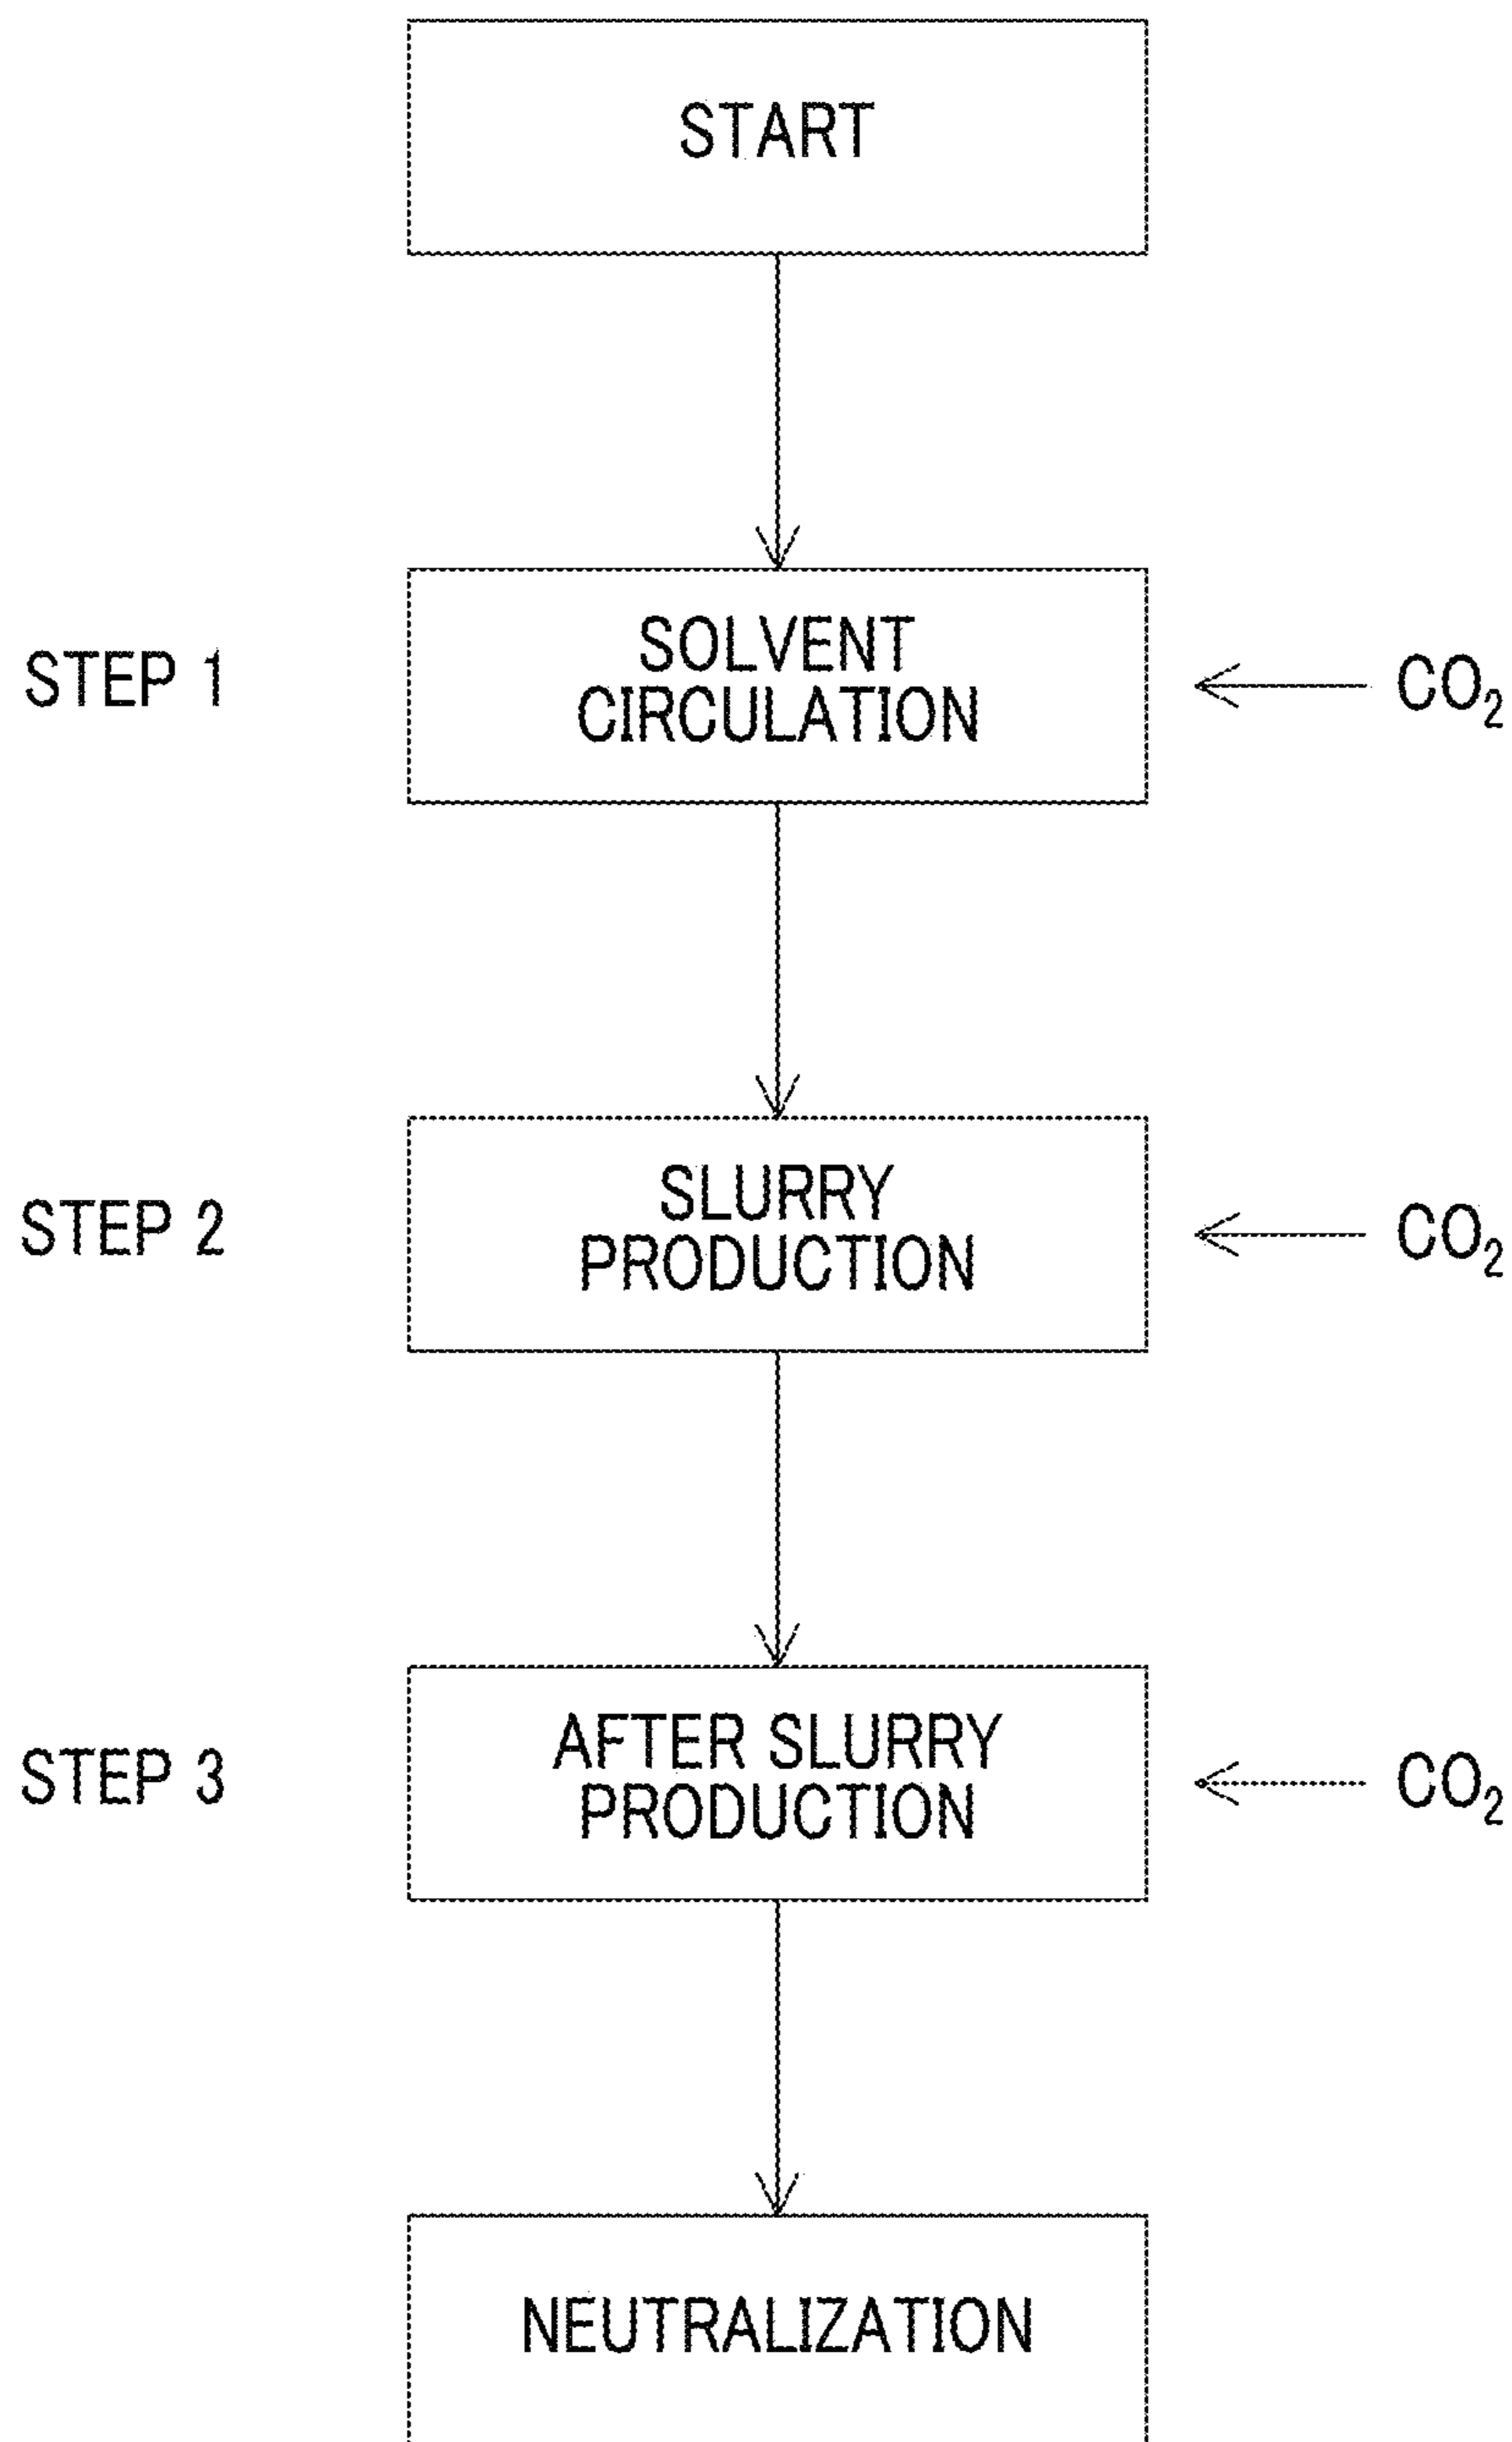 START
STEP 1
SOLVENT
CIRCULATION
CO₂
STEP 2
SLURRY
PRODUCTION
CO₂
STEP 3
AFTER SLURRY
PRODUCTION
CO₂
NEUTRALIZATION